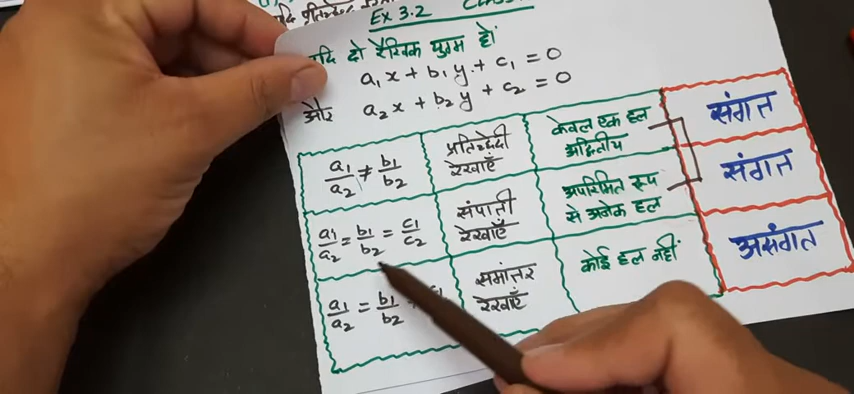 Ex 3.2
दो रैखिक युग्म हों
a₁x + b₁y + c₁ = 0
और a₂x + b₂y + c₂ = 0
a₁/a₂ ≠ b₁/b₂
प्रतिच्छेदी
रेखाएँ
केवल एक हल
अद्वितीय
संगत
a₁/a₂ = b₁/b₂ = c₁/c₂
संपाती
रेखाएँ
अपरिमित रूप
से अनेक हल
संगत
a₁/a₂ = b₁/b₂
समांतर
रेखाएँ
कोई हल नहीं
असंगत